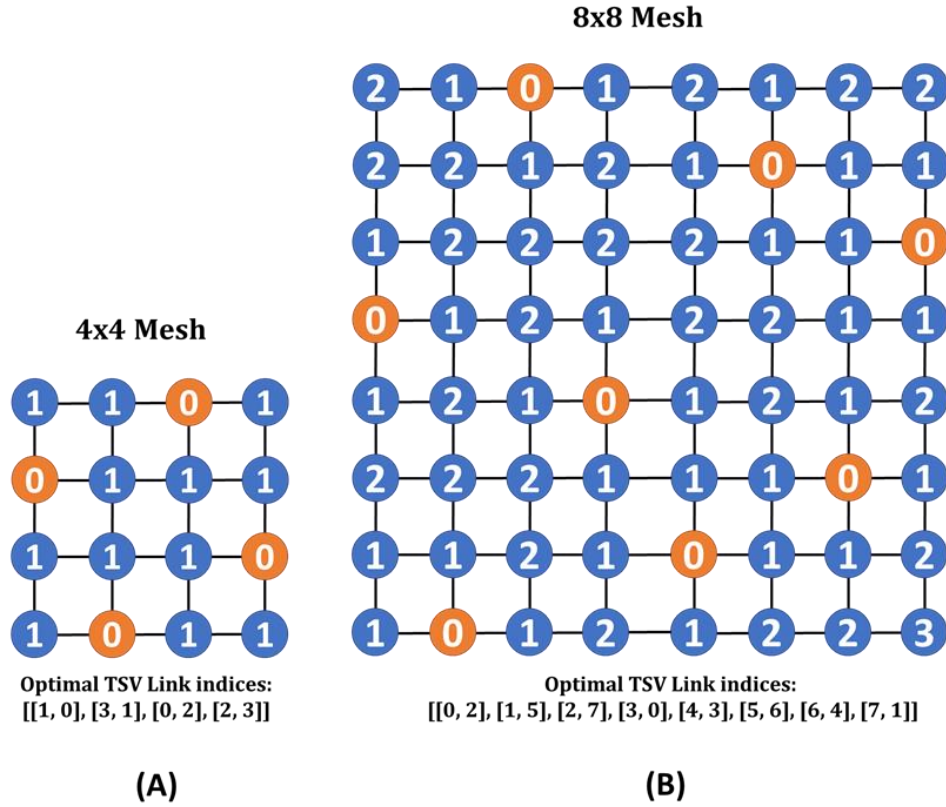 8x8 Mesh
2 1 0 1 2 1 2 2
2 2 1 2 1 0 1 1
1 2 2 2 2 1 1 0
0 1 2 1 2 2 1 1
1 2 1 0 1 2 1 2
2 2 2 1 1 1 0 1
1 1 2 1 0 1 1 2
1 0 1 2 1 2 2 3
Optimal TSV Link indices:
[[0, 2], [1, 5], [2, 7], [3, 0], [4, 3], [5, 6], [6, 4], [7, 1]]
(B)
4x4 Mesh
1 1 0 1
0 1 1 1
1 1 1 0
1 0 1 1
Optimal TSV Link indices:
[[1, 0], [3, 1], [0, 2], [2, 3]]
(A)